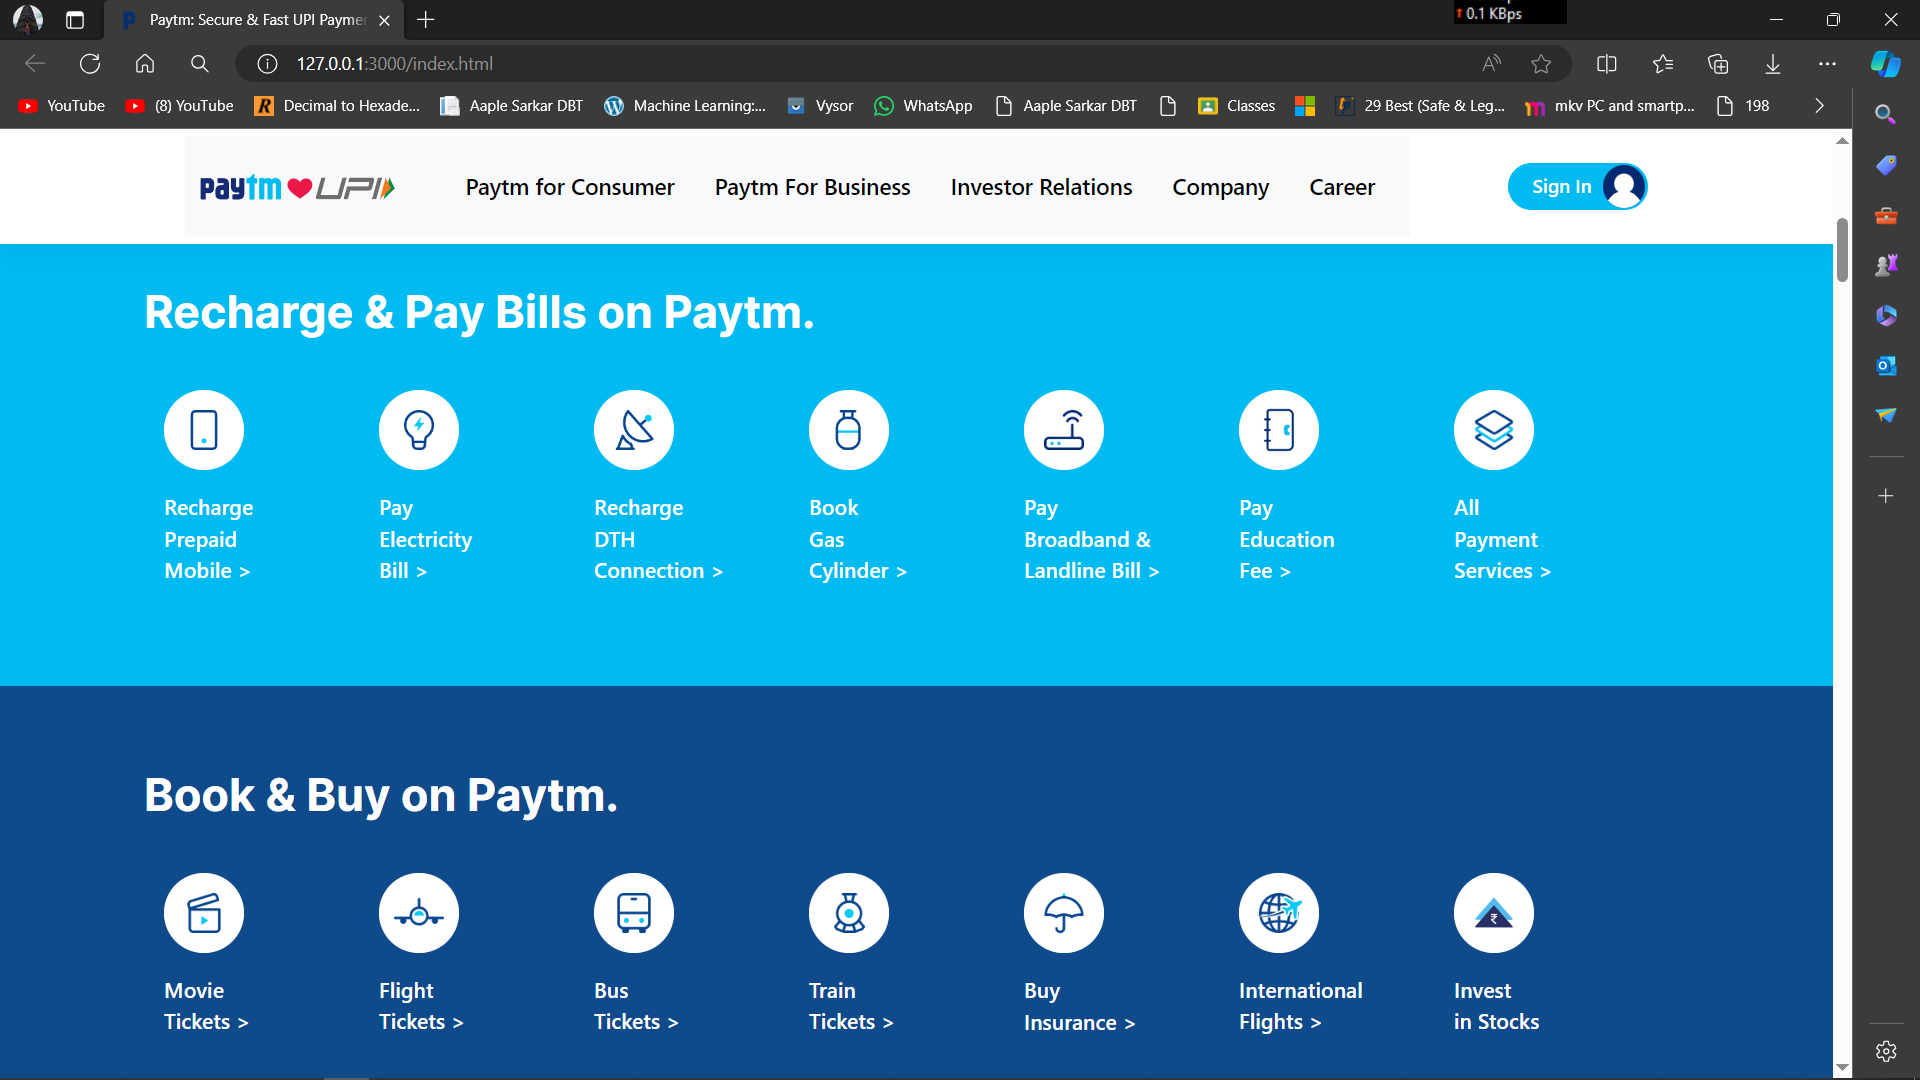 Paytm: Secure & Fast UPI Payme
↑ 0.1 KBps
127.0.0.1:3000/index.html
YouTube
(8) YouTube
Decimal to Hexade...
Aaple Sarkar DBT
Machine Learning:...
Vysor
WhatsApp
Aaple Sarkar DBT
Classes
29 Best (Safe & Leg...
mkv PC and smartp...
198
paytm ❤ UPI
Paytm for Consumer
Paytm For Business
Investor Relations
Company
Career
Sign In
Recharge & Pay Bills on Paytm.
Recharge
Prepaid
Mobile >
Pay
Electricity
Bill >
Recharge
DTH
Connection >
Book
Gas
Cylinder >
Pay
Broadband &
Landline Bill >
Pay
Education
Fee >
All
Payment
Services >
Book & Buy on Paytm.
Movie
Tickets >
Flight
Tickets >
Bus
Tickets >
Train
Tickets >
Buy
Insurance >
International
Flights >
Invest
in Stocks